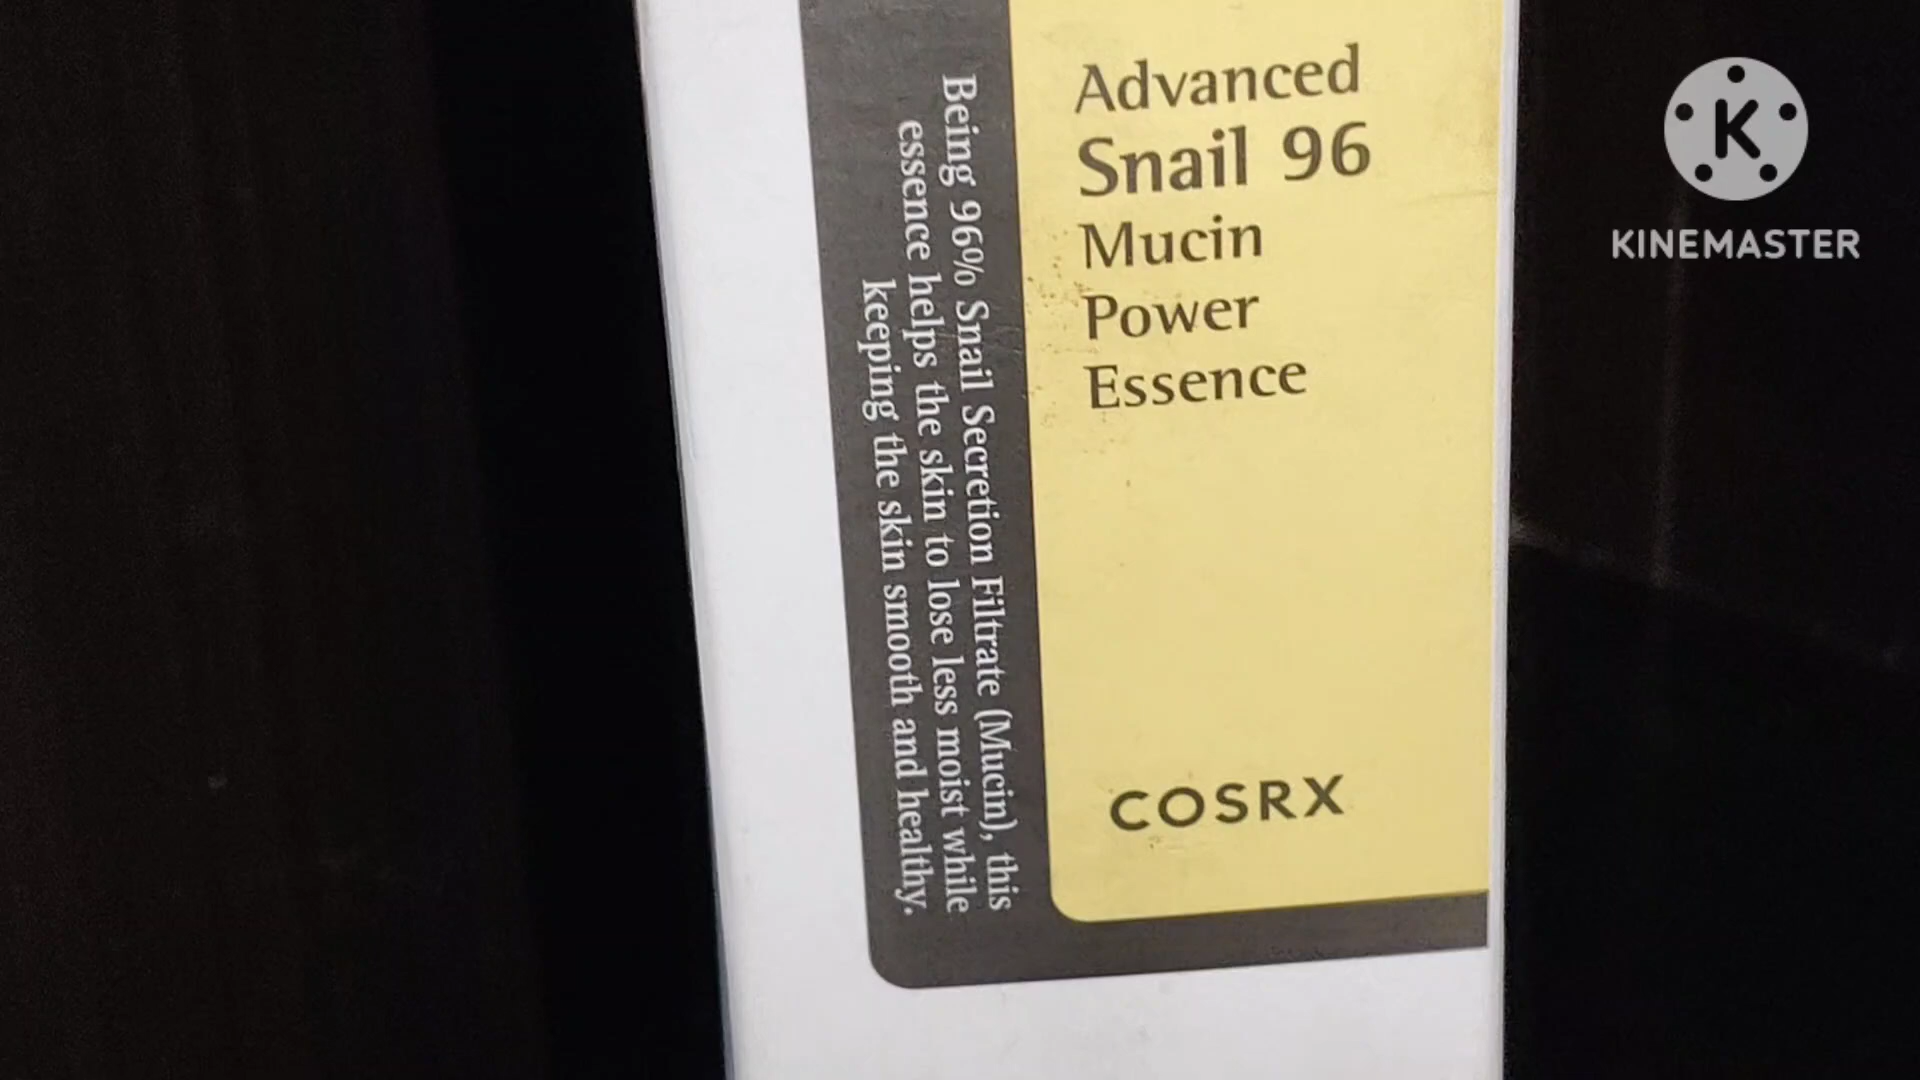 Advanced
Snail 96
Mucin
Power
Essence
COSRX
Being 96% Snail Secretion Filtrate (Mucin), this
essence helps the skin to lose less moist while
keeping the skin smooth and healthy.
KINEMASTER